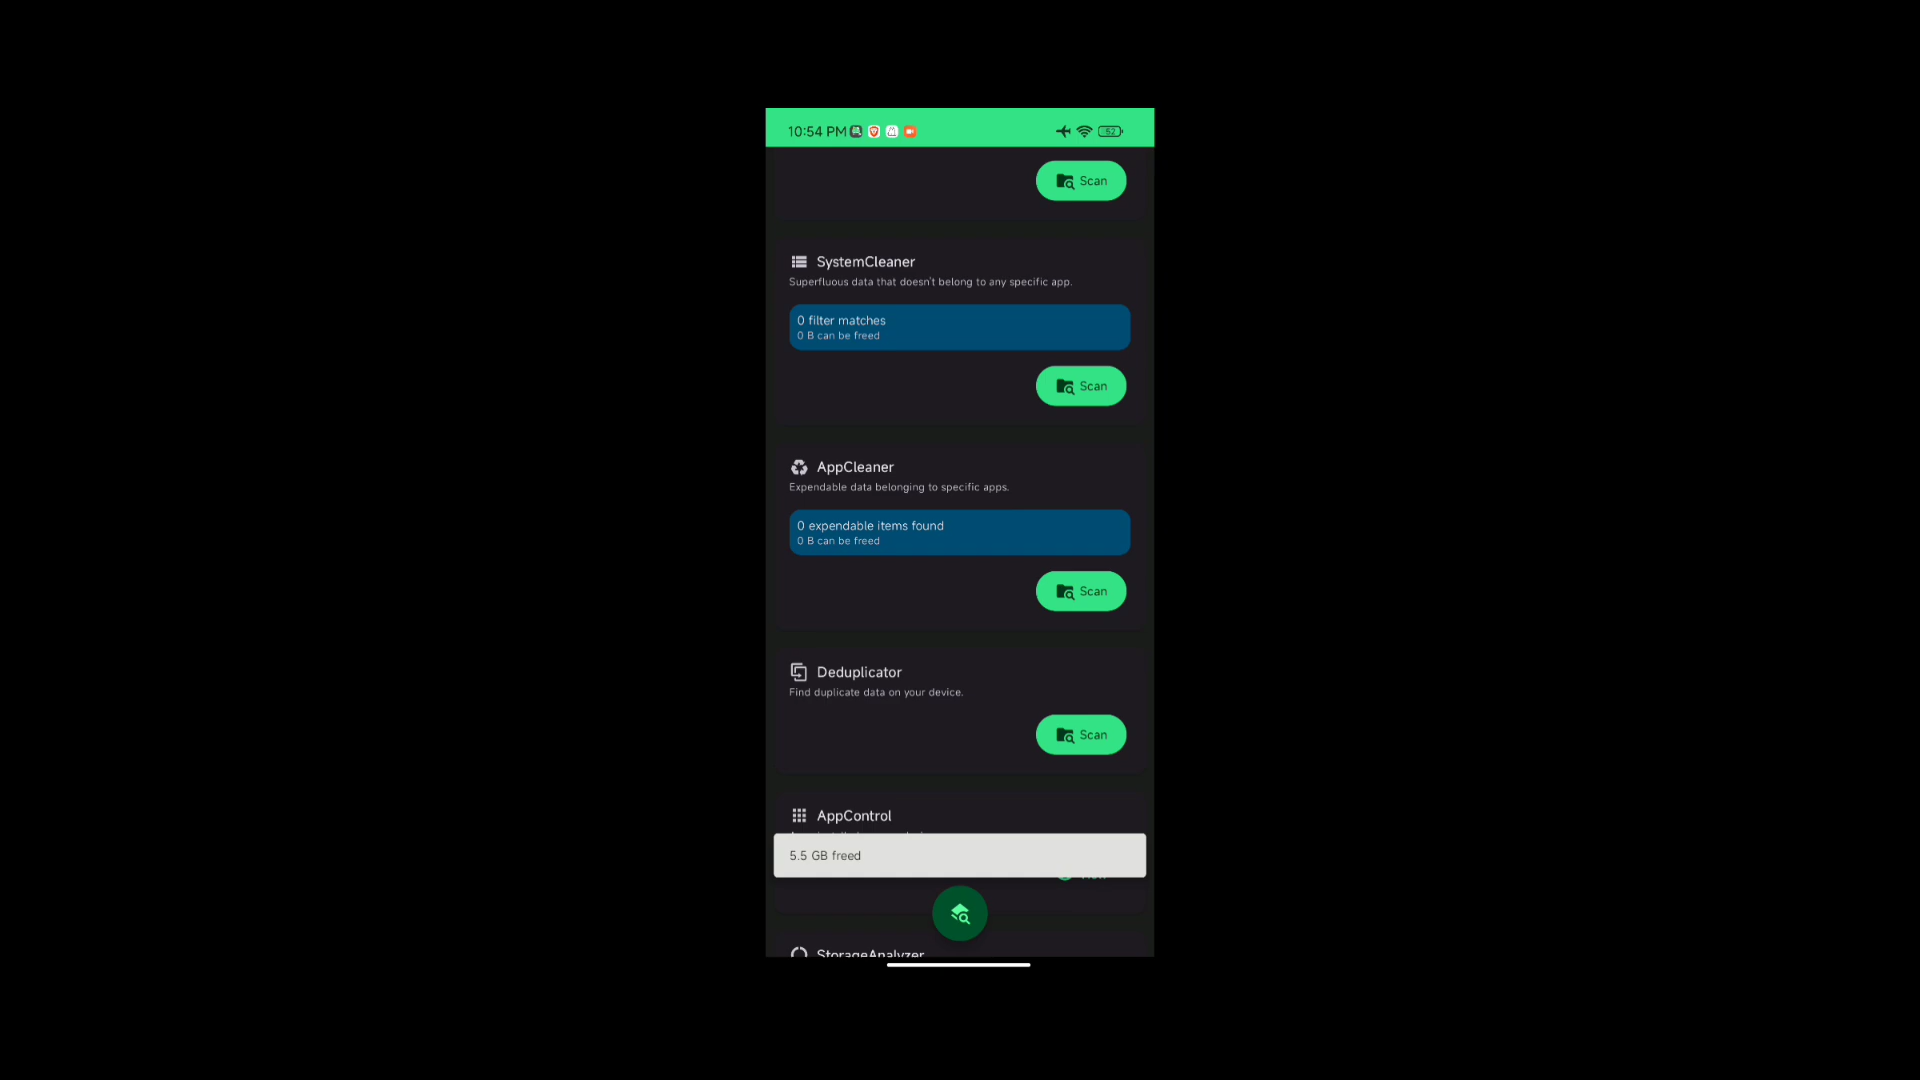 10:54 PM
52
Scan
SystemCleaner
Superfluous data that doesn't belong to any specific app.
0 filter matches
0 B can be freed
Scan
AppCleaner
Expendable data belonging to specific apps.
0 expendable items found
0 B can be freed
Scan
Deduplicator
Find duplicate data on your device.
Scan
AppControl
5.5 GB freed
StorageAnalyzer